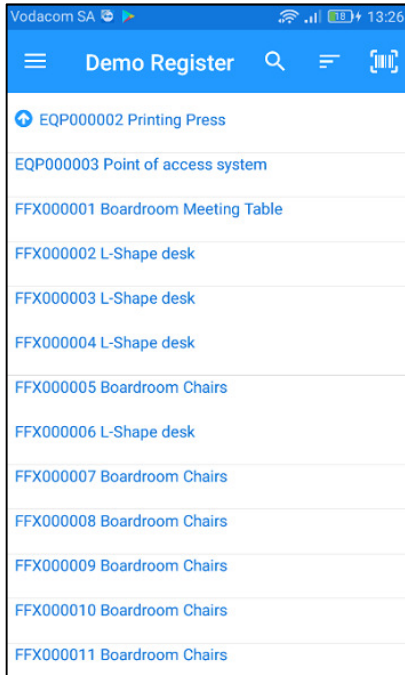 Vodacom SA 18 13:26
Demo Register
EQP000002 Printing Press
EQP000003 Point of access system
FFX000001 Boardroom Meeting Table
FFX000002 L-Shape desk
FFX000003 L-Shape desk
FFX000004 L-Shape desk
FFX000005 Boardroom Chairs
FFX000006 L-Shape desk
FFX000007 Boardroom Chairs
FFX000008 Boardroom Chairs
FFX000009 Boardroom Chairs
FFX000010 Boardroom Chairs
FFX000011 Boardroom Chairs